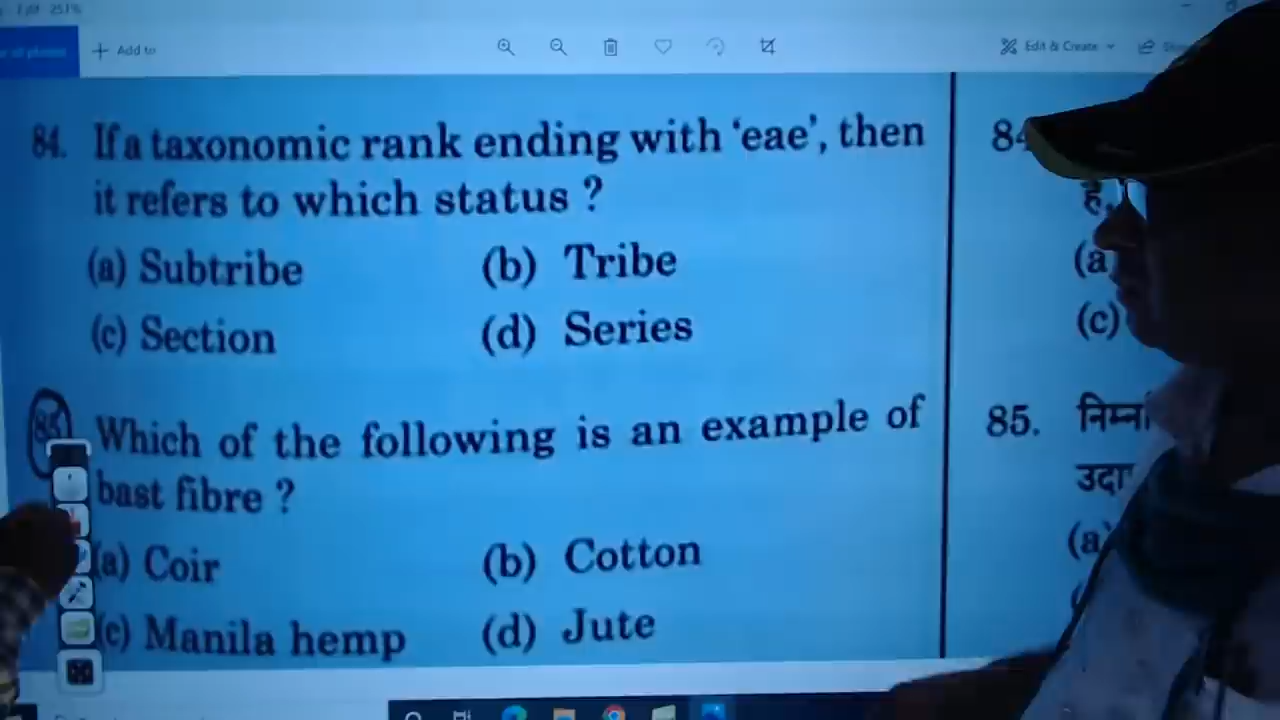 Add to
Edit & Create
84. If a taxonomic rank ending with ‘eae’, then
it refers to which status ?
(a) Subtribe (b) Tribe
(c) Section (d) Series
85. Which of the following is an example of
bast fibre ?
(a) Coir (b) Cotton
(c) Manila hemp (d) Jute
है,
(a
(c)
85.